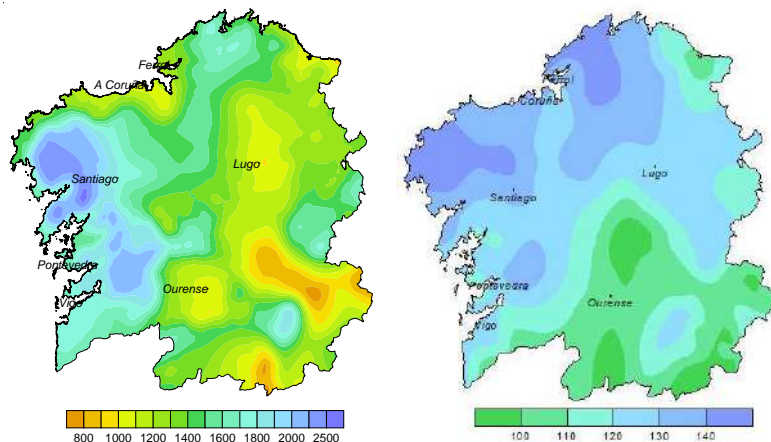 Ferrol
A Coruña
Lugo
Santiago
Pontevedra
Ourense
Vigo
800 1000 1200 1400 1600 2000 2500
Coruña
Lugo
Santiago
Pontevedra
Ourense
Vigo
100 110 120 130 140